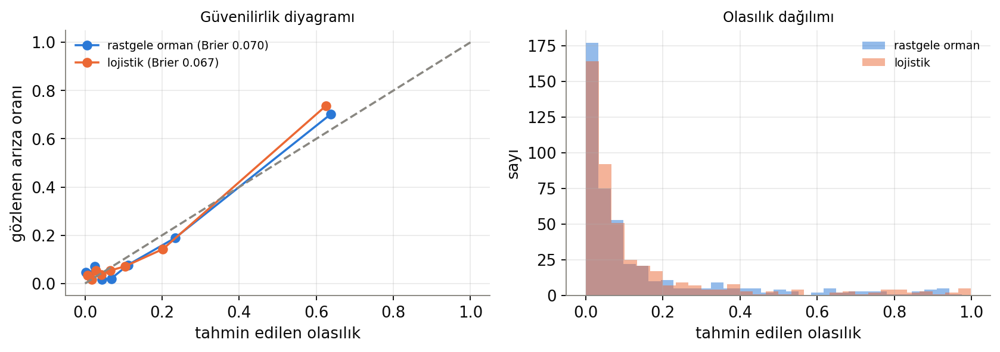 Güvenilirlik diyagramı
rastgele orman (Brier 0.070)
lojistik (Brier 0.067)
gözlenen arıza oranı
1.0
0.8
0.6
0.4
0.2
0.0
0.0 0.2 0.4 0.6 0.8 1.0
tahmin edilen olasılık
Olasılık dağılımı
rastgele orman
lojistik
sayı
175
150
125
100
75
50
25
0
0.0 0.2 0.4 0.6 0.8 1.0
tahmin edilen olasılık